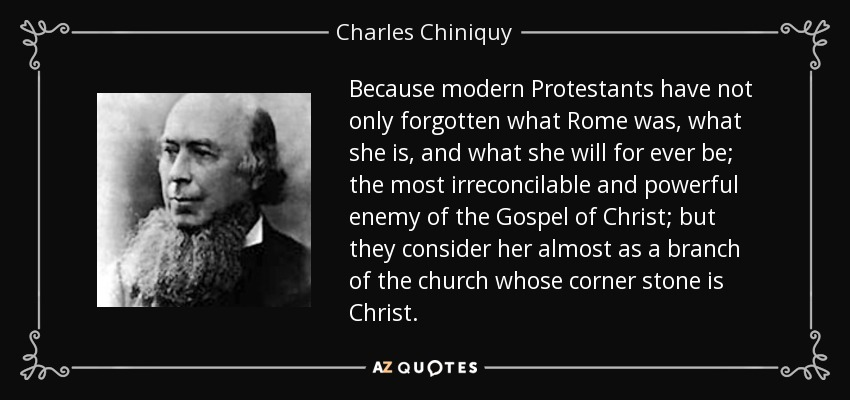 Charles Chiniquy
Because modern Protestants have not
only forgotten what Rome was, what
she is, and what she will for ever be;
the most irreconcilable and powerful
enemy of the Gospel of Christ; but
they consider her almost as a branch
of the church whose corner stone is
Christ.
AZ QUOTES